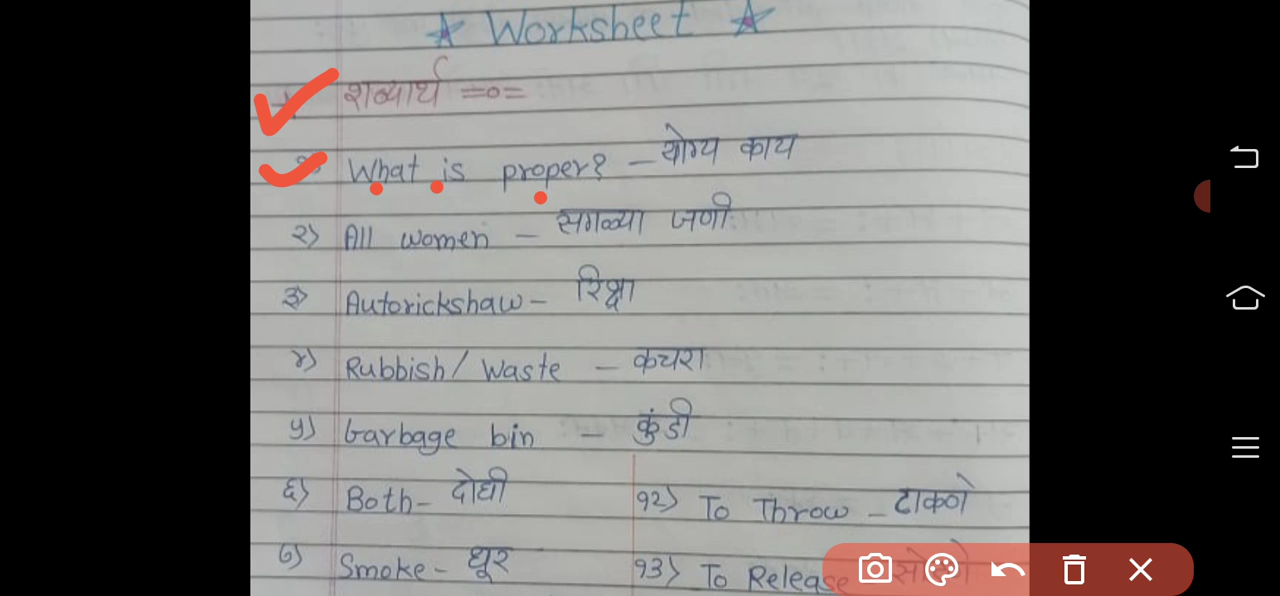 Worksheet
शब्दार्थ =०=
What is proper? – योग्य काय
२) All women – सगळ्या जणी
३) Autorickshaw – रिक्षा
४) Rubbish/ Waste – कचरा
५) Garbage bin – कुंडी
६) Both – दोघी १२) To Throw – टाकणे
७) Smoke – धूर १३) To Release